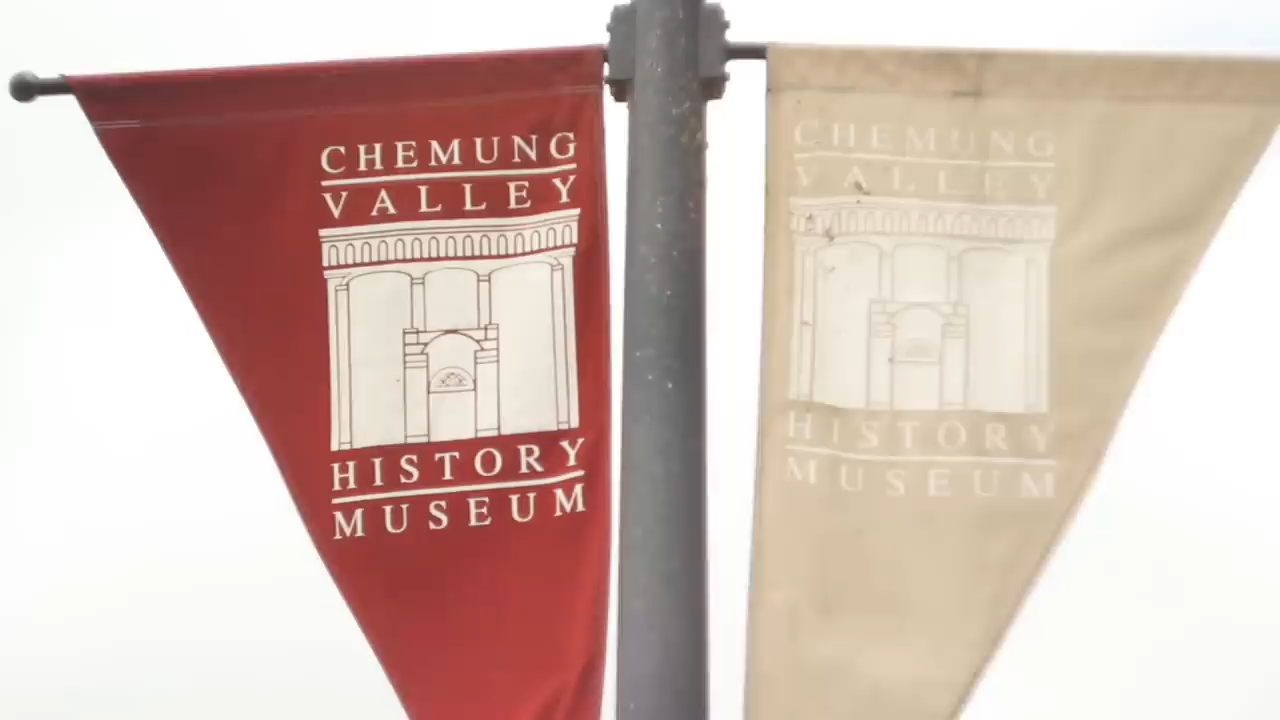 CHEMUNG
VALLEY
HISTORY
MUSEUM
CHEMUNG
VALLEY
HISTORY
MUSEUM